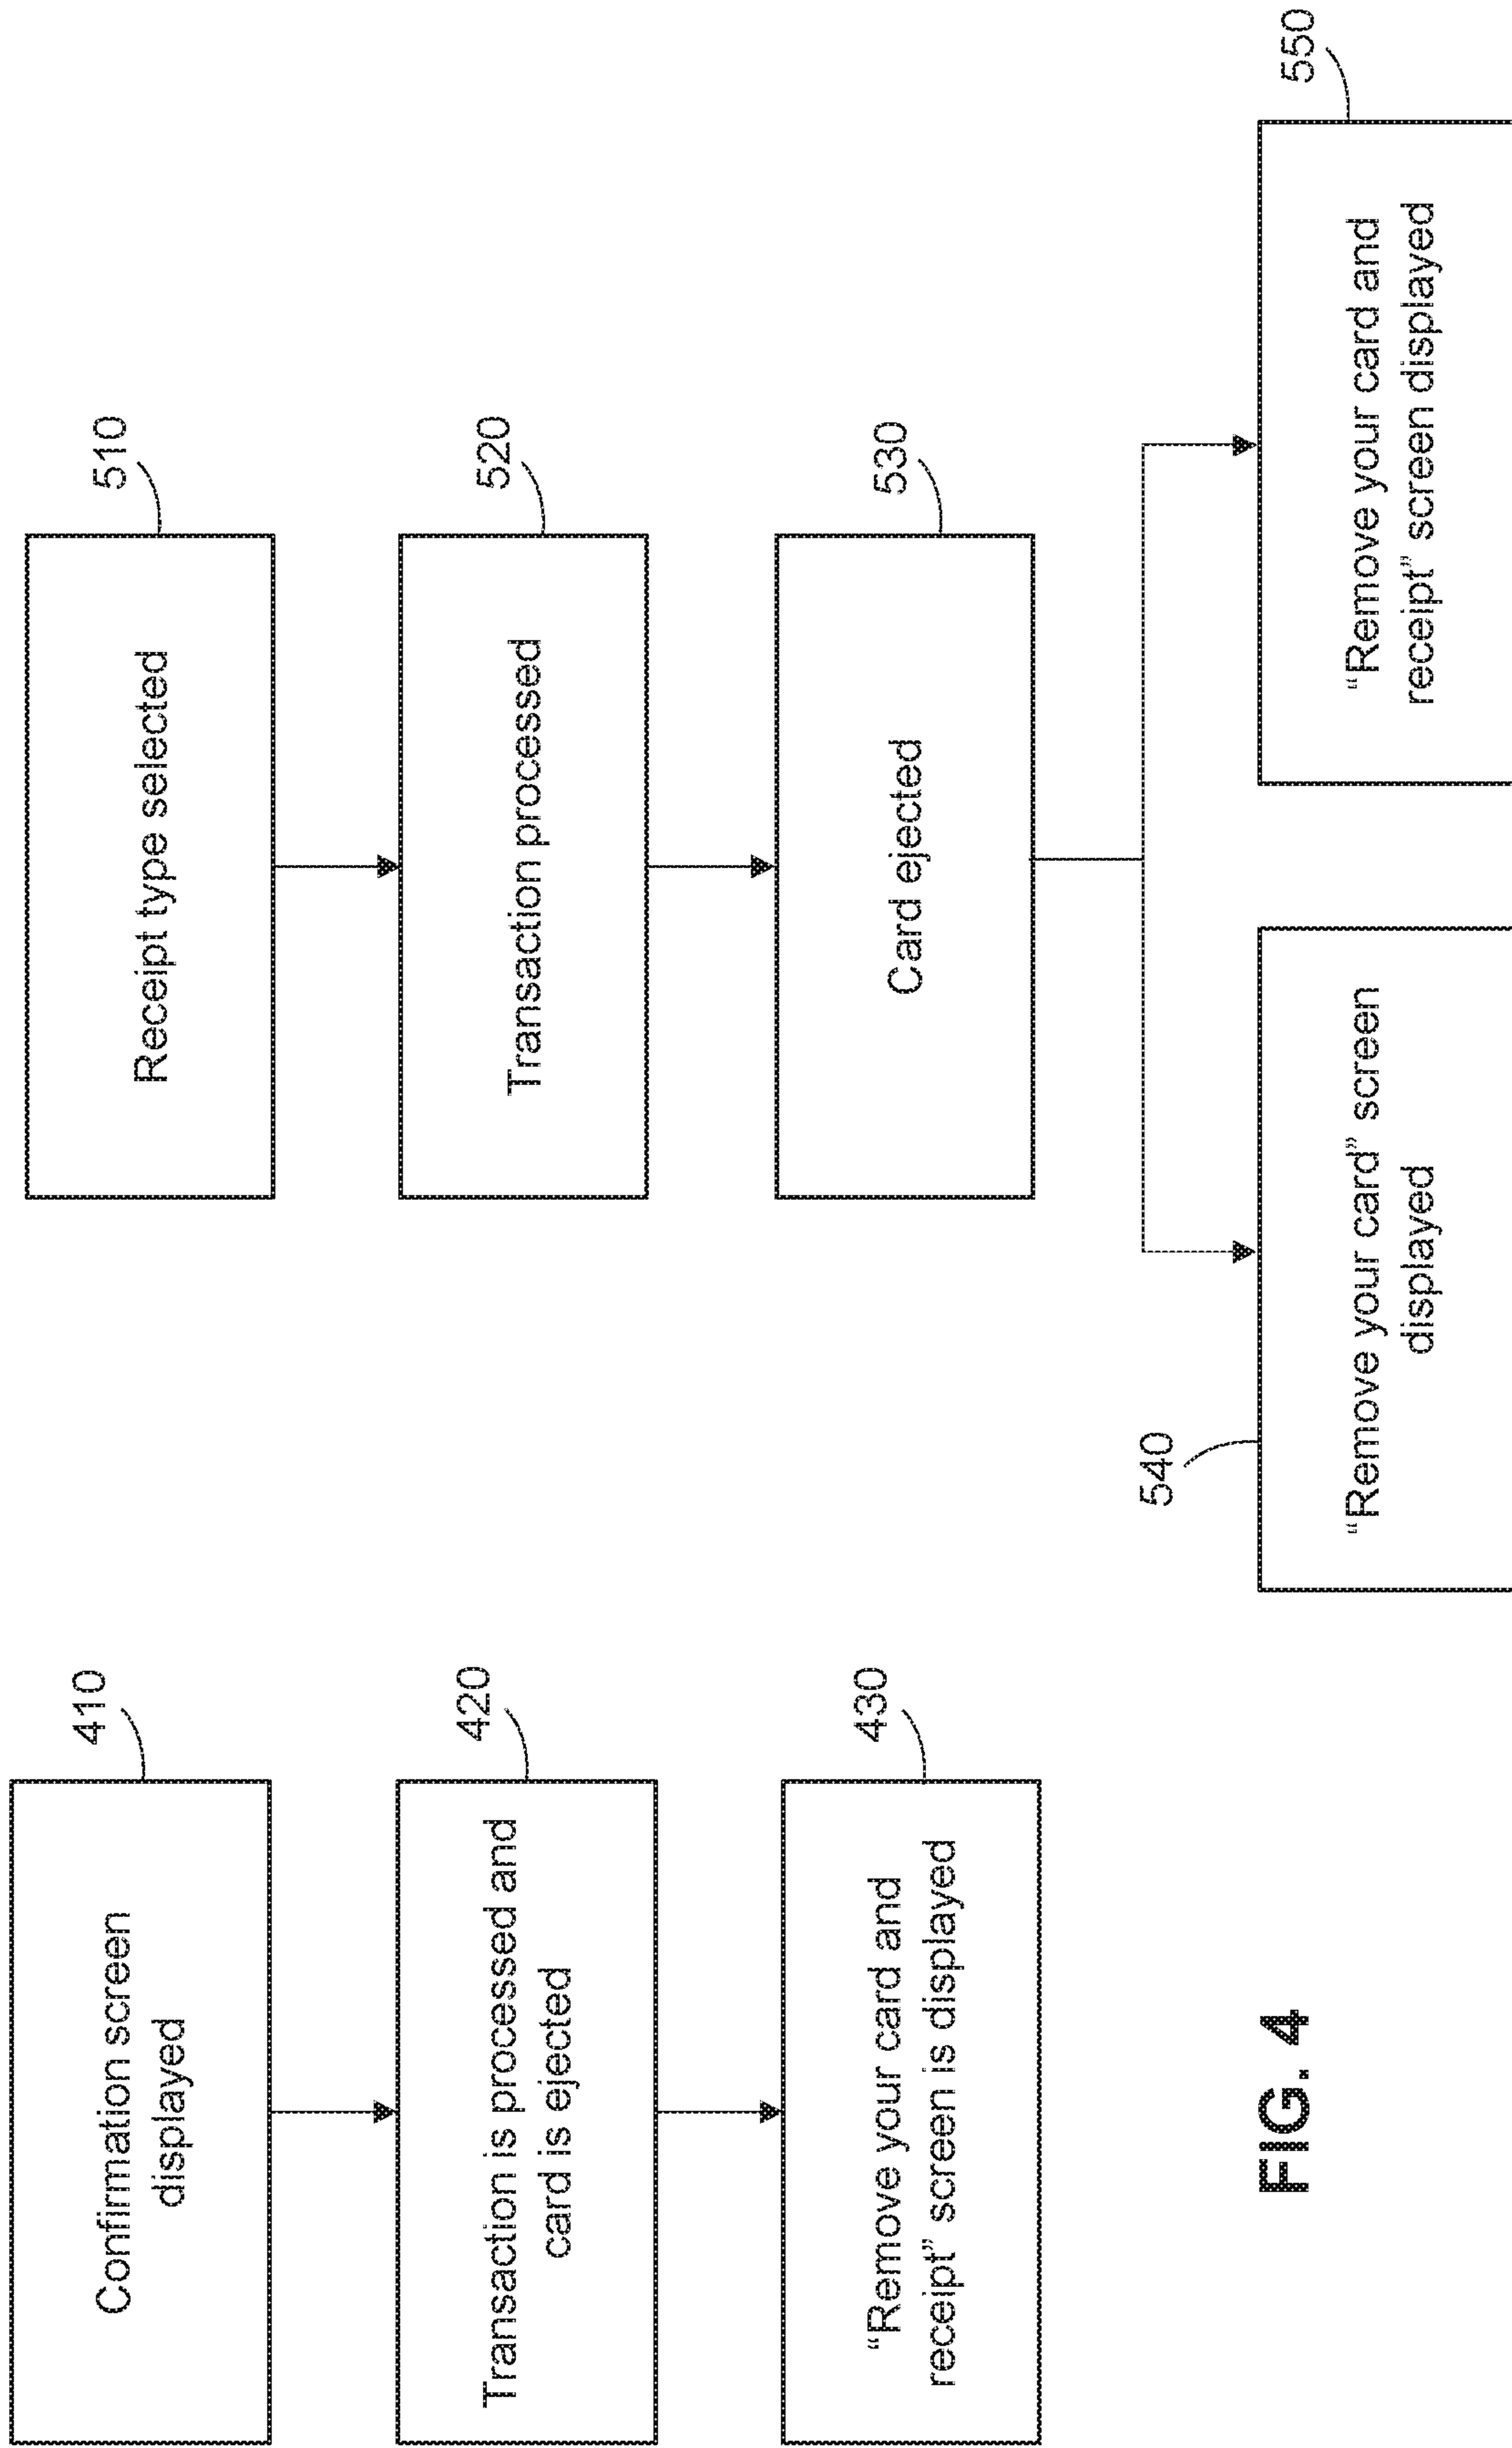 Confirmation screen
displayed
410
Transaction is processed and
card is ejected
420
“Remove your card and
receipt” screen is displayed
430
FIG. 4
Receipt type selected
510
Transaction processed
520
Card ejected
530
540
“Remove your card” screen
displayed
550
“Remove your card and
receipt” screen displayed